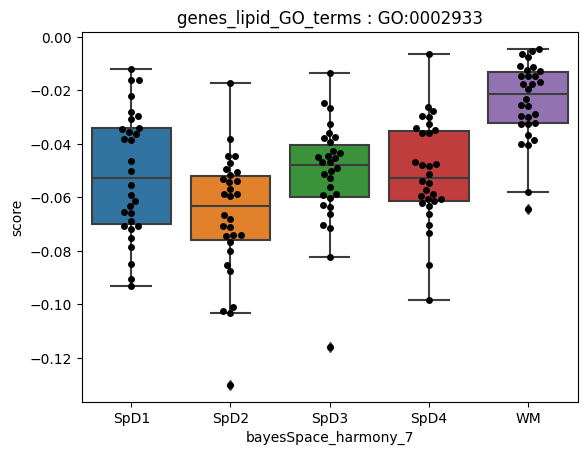 genes_lipid_GO_terms : GO:0002933
0.00
−0.02
−0.04
−0.06
−0.08
−0.10
−0.12
score
SpD1 SpD2 SpD3 SpD4 WM
bayesSpace_harmony_7